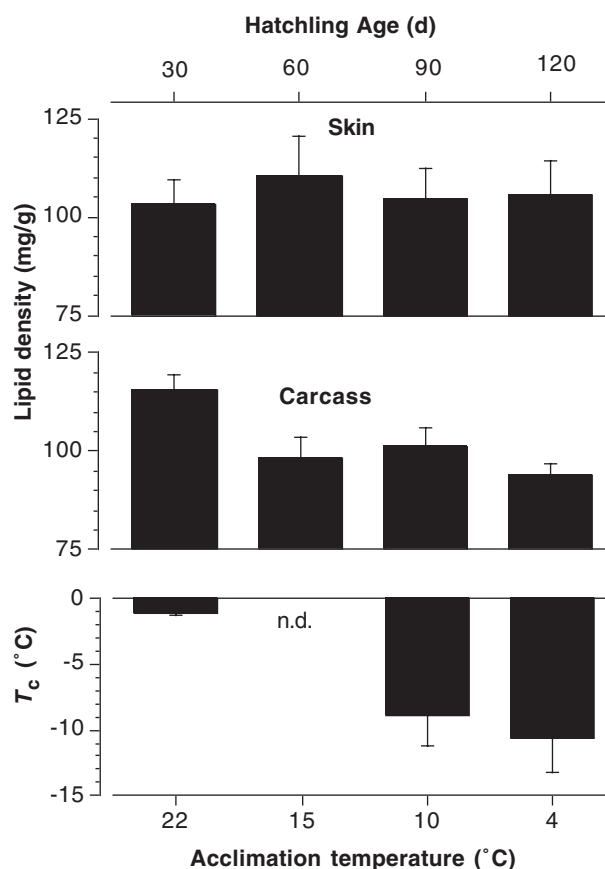 Hatchling Age (d)
30 60 90 120
Skin
125
100
75
Lipid density (mg/g)
Carcass
125
100
75
n.d.
0
-5
-10
-15
Tc (˚C)
22 15 10 4
Acclimation temperature (˚C)